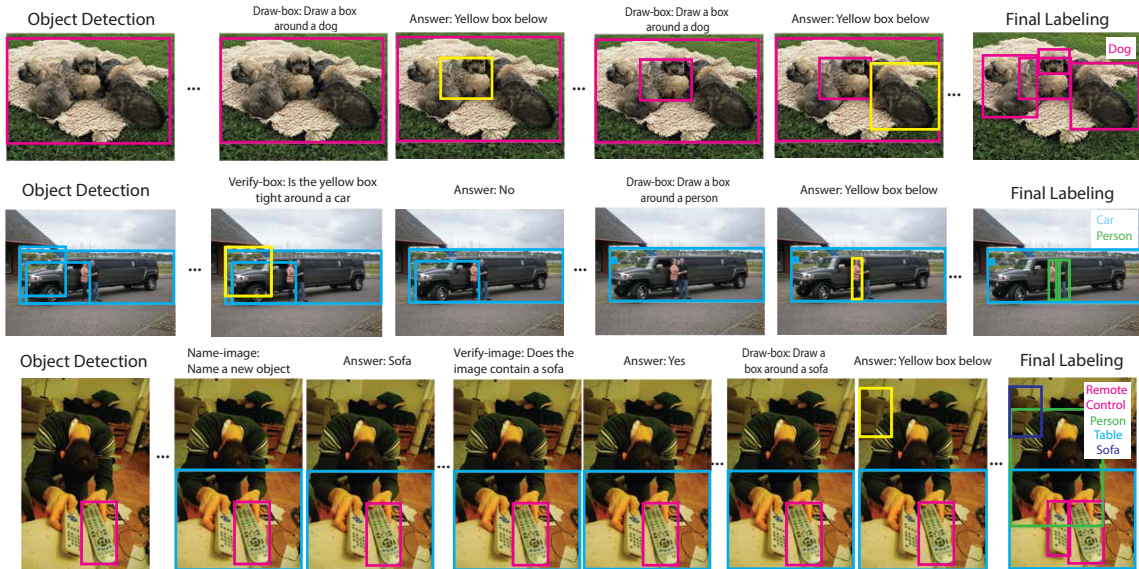 Object Detection
Draw-box: Draw a box
around a dog
Answer: Yellow box below
Draw-box: Draw a box
around a dog
Answer: Yellow box below
Final Labeling
...
...
...
Dog
Object Detection
Verify-box: Is the yellow box
tight around a car
Answer: No
Draw-box: Draw a box
around a person
Answer: Yellow box below
Final Labeling
...
...
...
Car
Person
Object Detection
Name-image:
Name a new object
Answer: Sofa
Verify-image: Does the
image contain a sofa
Answer: Yes
Draw-box: Draw a
box around a sofa
Answer: Yellow box below
Final Labeling
...
...
...
...
Remote
Control
Person
Table
Sofa